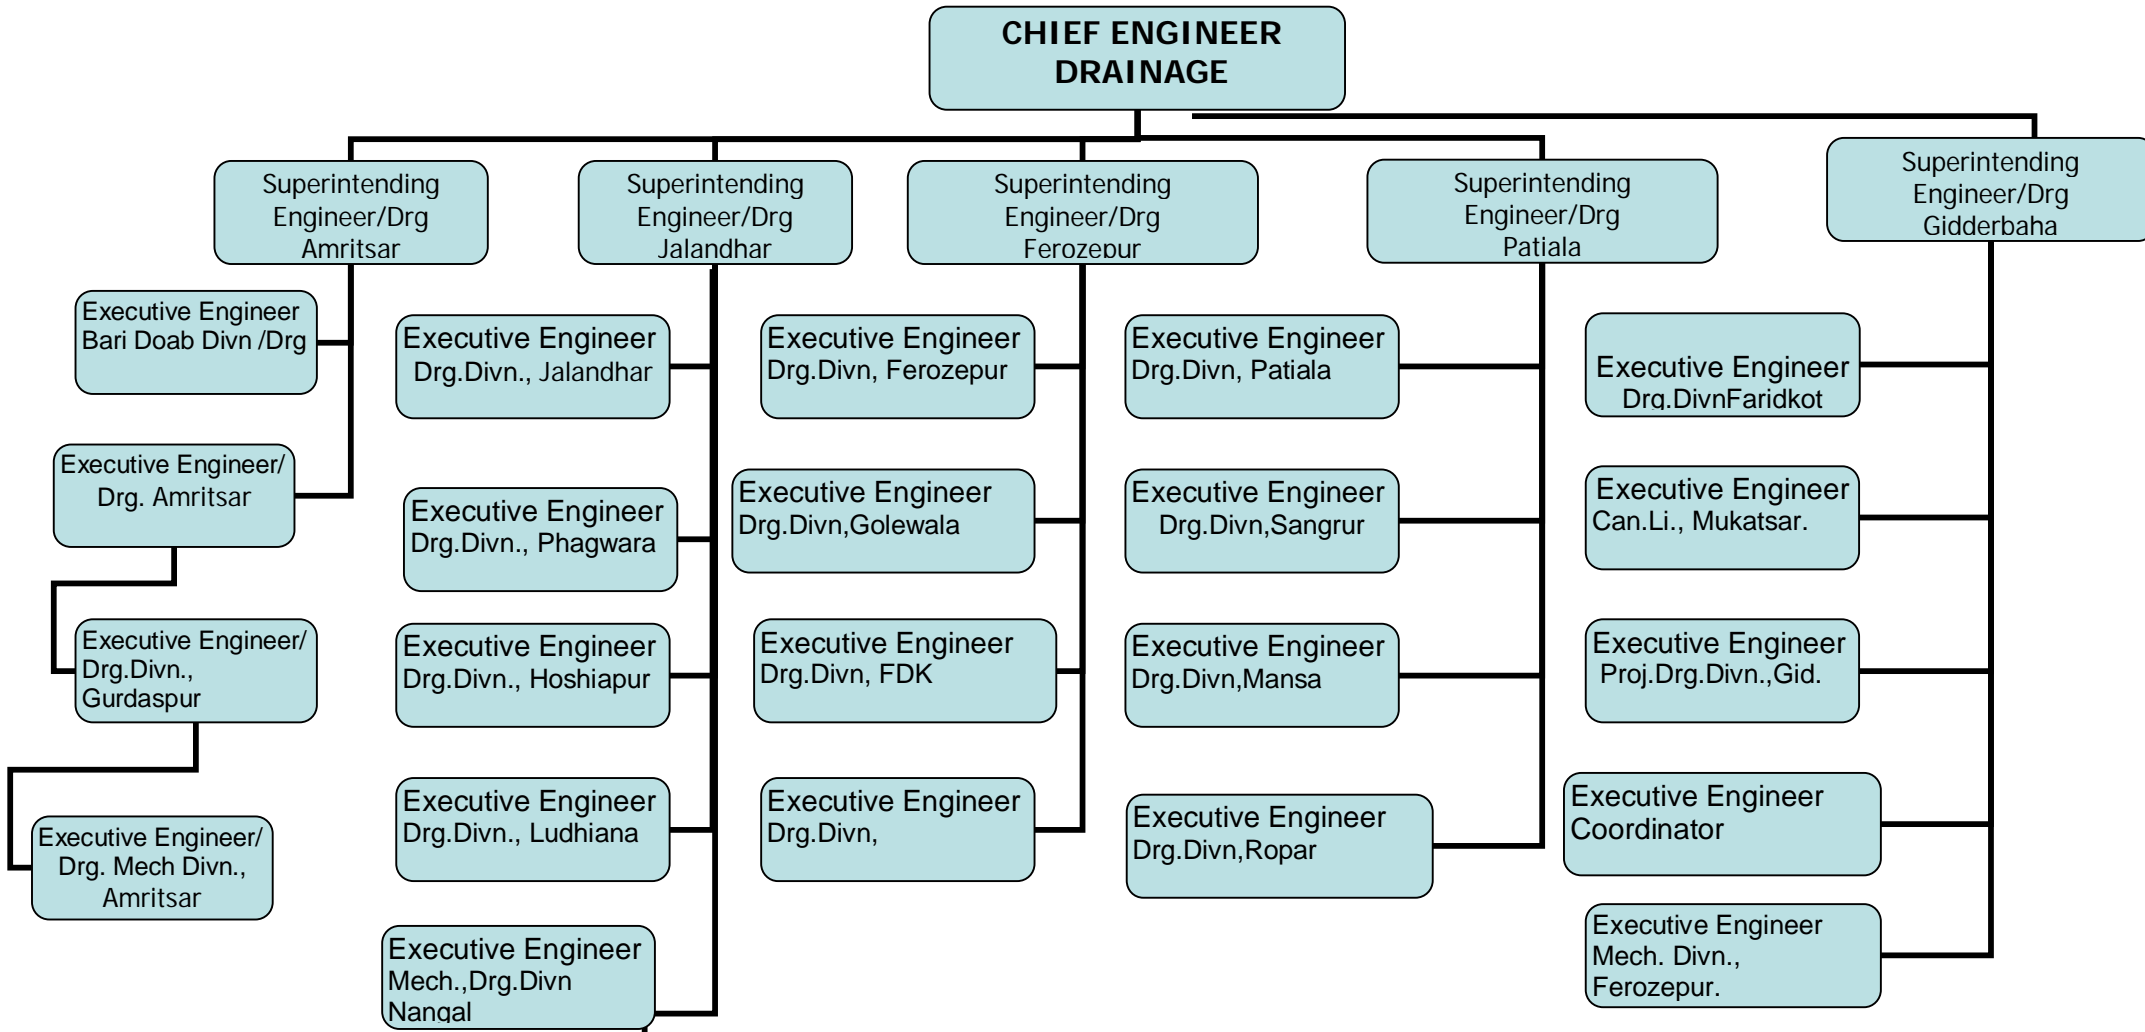 CHIEF ENGINEER
DRAINAGE
Superintending
Engineer/Drg
Amritsar
Superintending
Engineer/Drg
Jalandhar
Superintending
Engineer/Drg
Ferozepur
Superintending
Engineer/Drg
Patiala
Superintending
Engineer/Drg
Gidderbaha
Executive Engineer
Bari Doab Divn /Drg
Executive Engineer/
Drg. Amritsar
Executive Engineer/
Drg.Divn.,
Gurdaspur
Executive Engineer/
Drg. Mech Divn.,
Amritsar
Executive Engineer
Drg.Divn., Jalandhar
Executive Engineer
Drg.Divn., Phagwara
Executive Engineer
Drg.Divn., Hoshiapur
Executive Engineer
Drg.Divn., Ludhiana
Executive Engineer
Mech.,Drg.Divn
Nangal
Executive Engineer
Drg.Divn, Ferozepur
Executive Engineer
Drg.Divn,Golewala
Executive Engineer
Drg.Divn, FDK
Executive Engineer
Drg.Divn,
Executive Engineer
Drg.Divn, Patiala
Executive Engineer
Drg.Divn,Sangrur
Executive Engineer
Drg.Divn,Mansa
Executive Engineer
Drg.Divn,Ropar
Executive Engineer
Drg.DivnFaridkot
Executive Engineer
Can.Li., Mukatsar.
Executive Engineer
Proj.Drg.Divn.,Gid.
Executive Engineer
Coordinator
Executive Engineer
Mech. Divn.,
Ferozepur.